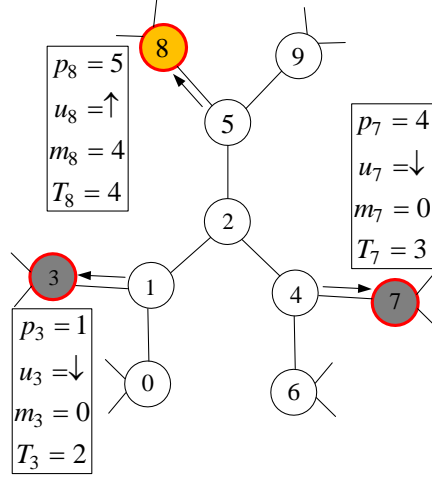 8
9
p₈ = 5
u₈ =↑
m₈ = 4
T₈ = 4
5
p₇ = 4
u₇ =↓
m₇ = 0
T₇ = 3
2
3
1
4
7
p₃ = 1
u₃ =↓
m₃ = 0
T₃ = 2
0
6